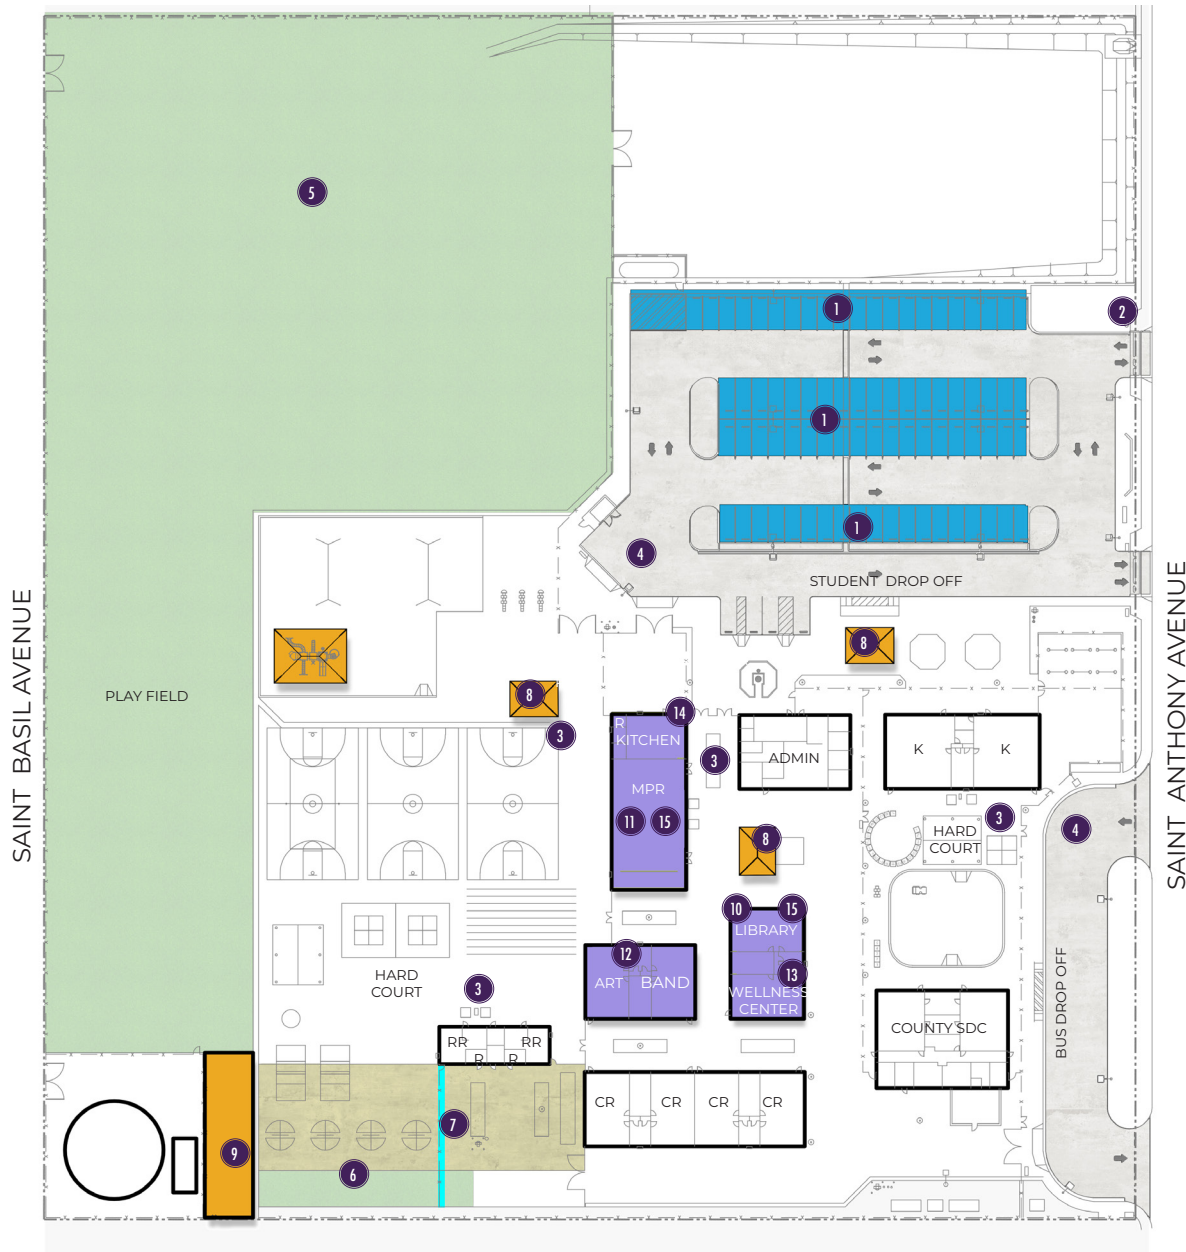 5
1
2
1
1
4
STUDENT DROP OFF
8
8
SAINT BASIL AVENUE
SAINT ANTHONY AVENUE
PLAY FIELD
14
3
3
R
KITCHEN
ADMIN
K
K
MPR
11
15
8
3
4
HARD
COURT
10
15
LIBRARY
12
13
ART
BAND
WELLNESS
CENTER
HARD
COURT
3
COUNTY SDC
BUS DROP OFF
RR
RR
R
R
CR
CR
CR
CR
7
9
6